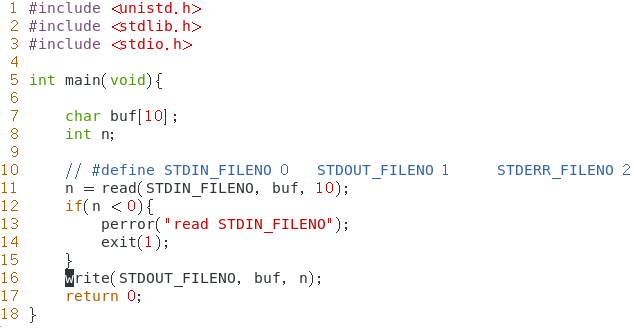 1 #include <unistd.h>
2 #include <stdlib.h>
3 #include <stdio.h>
4
5 int main(void){
6
7     char buf[10];
8     int n;
9
10     // #define STDIN_FILENO 0   STDOUT_FILENO 1     STDERR_FILENO 2
11     n = read(STDIN_FILENO, buf, 10);
12     if(n < 0){
13         perror("read STDIN_FILENO");
14         exit(1);
15     }
16     write(STDOUT_FILENO, buf, n);
17     return 0;
18 }